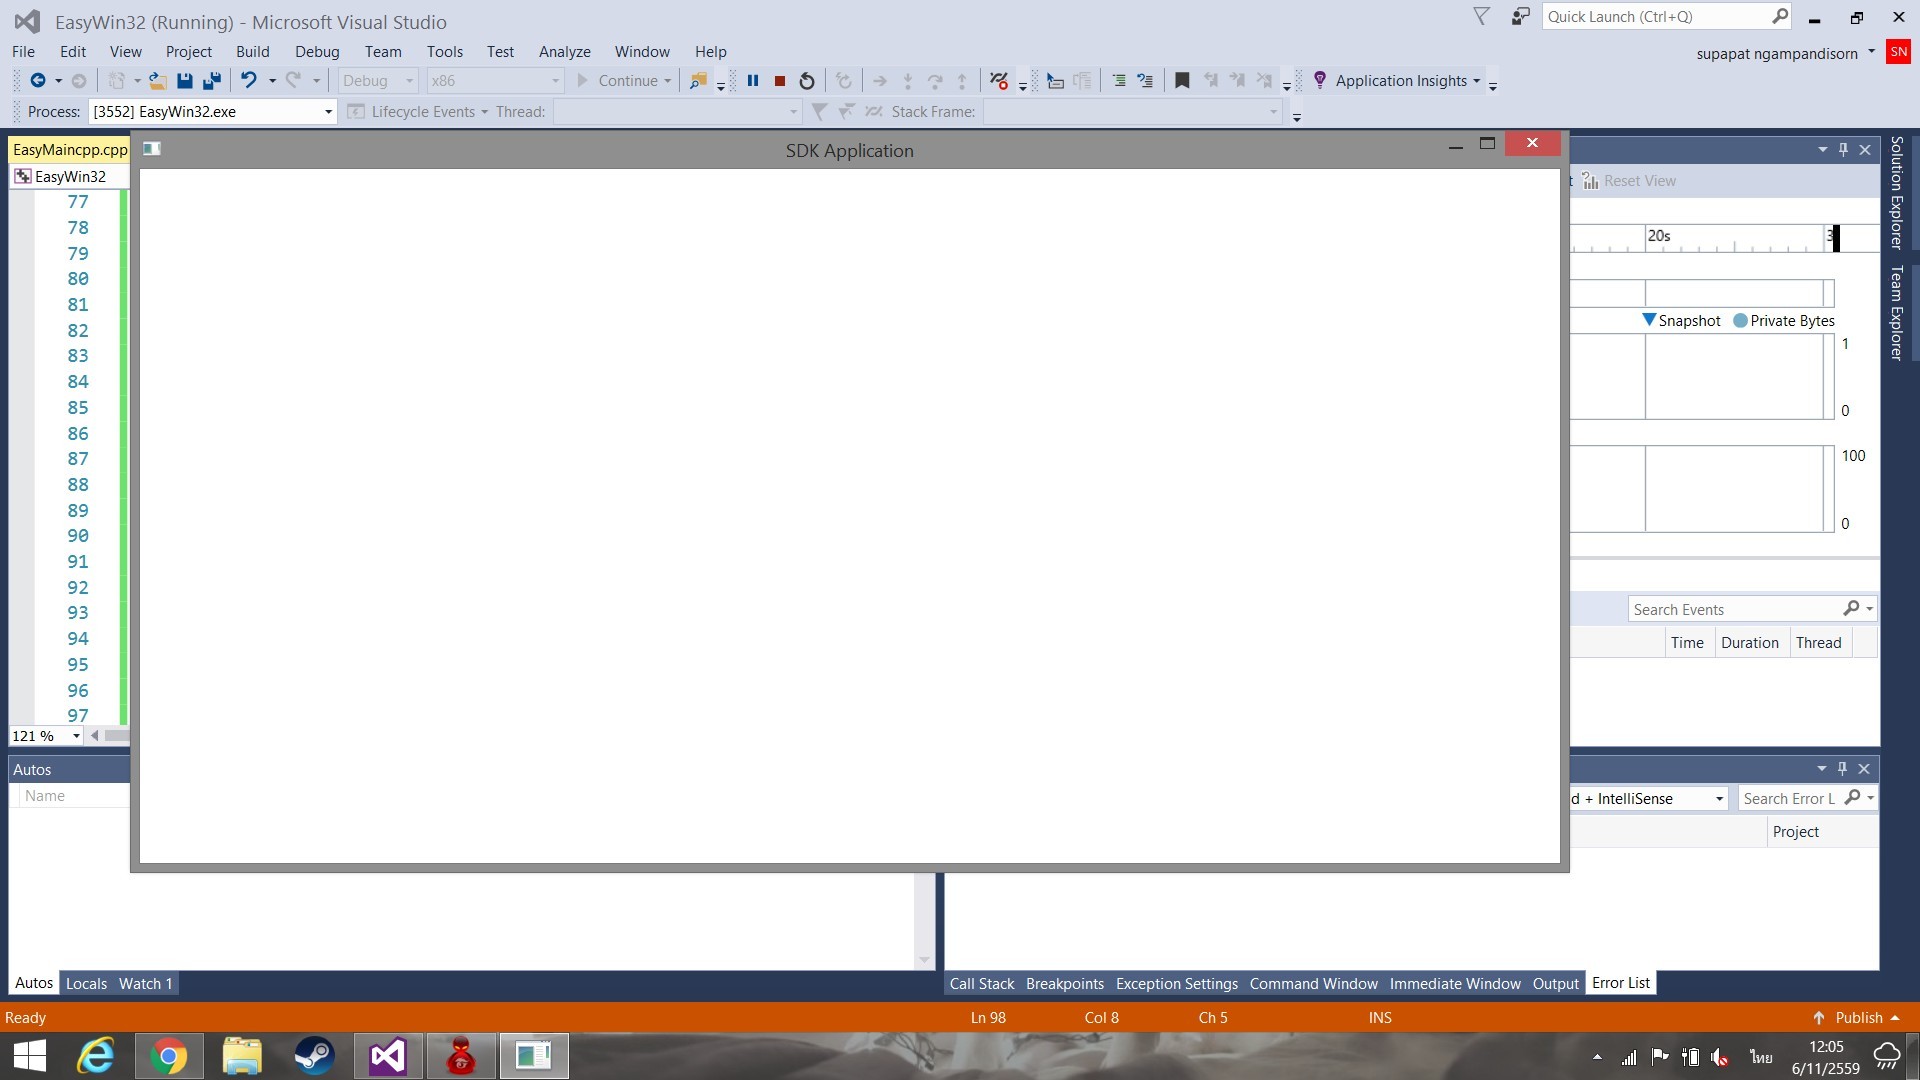 EasyWin32 (Running) - Microsoft Visual Studio
Quick Launch (Ctrl+Q)
File Edit View Project Build Debug Team Tools Test Analyze Window Help
supapat ngampandisorn SN
Debug x86 Continue Application Insights
Process: [3552] EasyWin32.exe Lifecycle Events Thread: Stack Frame:
EasyMaincpp.cpp
SDK Application
EasyWin32
Reset View
Solution Explorer
Team Explorer
77
78
79
80
81
82
83
84
85
86
87
88
89
90
91
92
93
94
95
96
97
20s
3
Snapshot Private Bytes
1
0
100
0
Search Events
Time Duration Thread
121 %
Autos
Name
d + IntelliSense
Search Error L
Project
Autos Locals Watch 1
Call Stack Breakpoints Exception Settings Command Window Immediate Window Output Error List
Ready Ln 98 Col 8 Ch 5 INS Publish
ไทย
12:05
6/11/2559